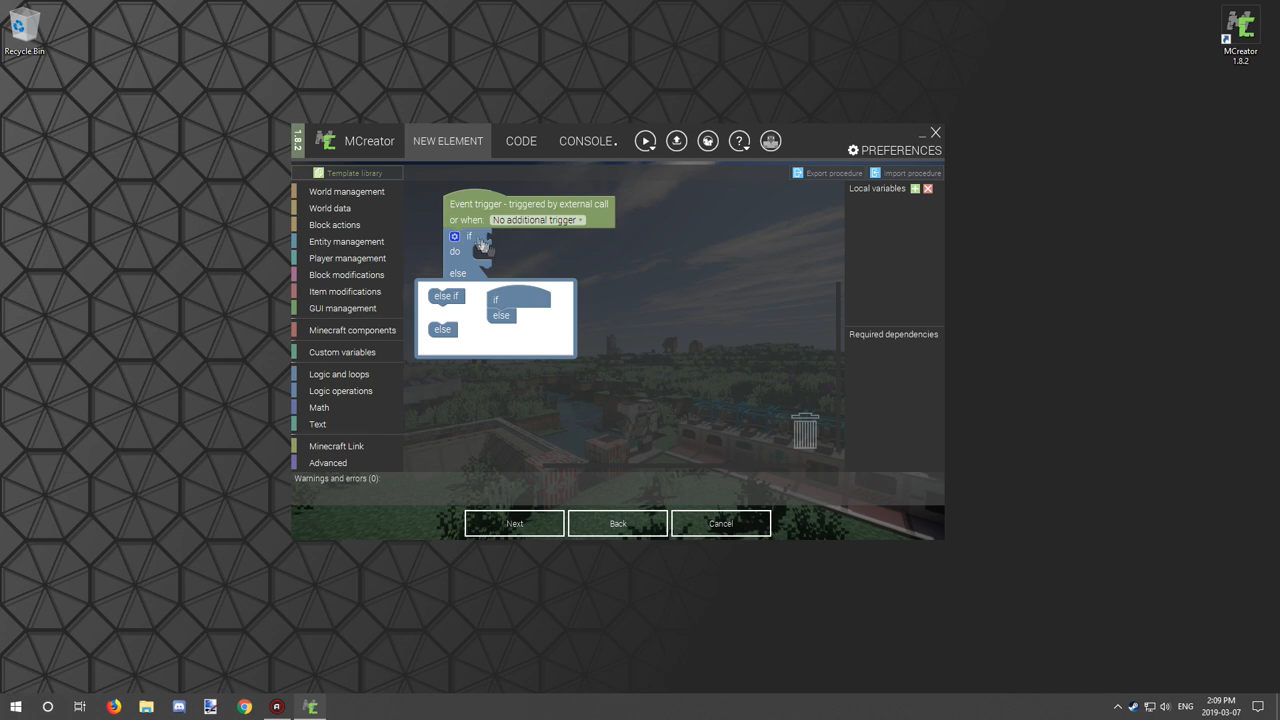 Recycle Bin
MCreator
1.8.2
1.8.2
MCreator
NEW ELEMENT
CODE
CONSOLE
PREFERENCES
Template library
Export procedure
Import procedure
World management
World data
Block actions
Entity management
Player management
Block modifications
Item modifications
GUI management
Minecraft components
Custom variables
Logic and loops
Logic operations
Math
Text
Minecraft Link
Advanced
Event trigger - triggered by external call
or when: No additional trigger
if
do
else
else if
else
if
else
Local variables
Required dependencies
Warnings and errors (0):
Next
Back
Cancel
ENG
2:09 PM
2019-03-07